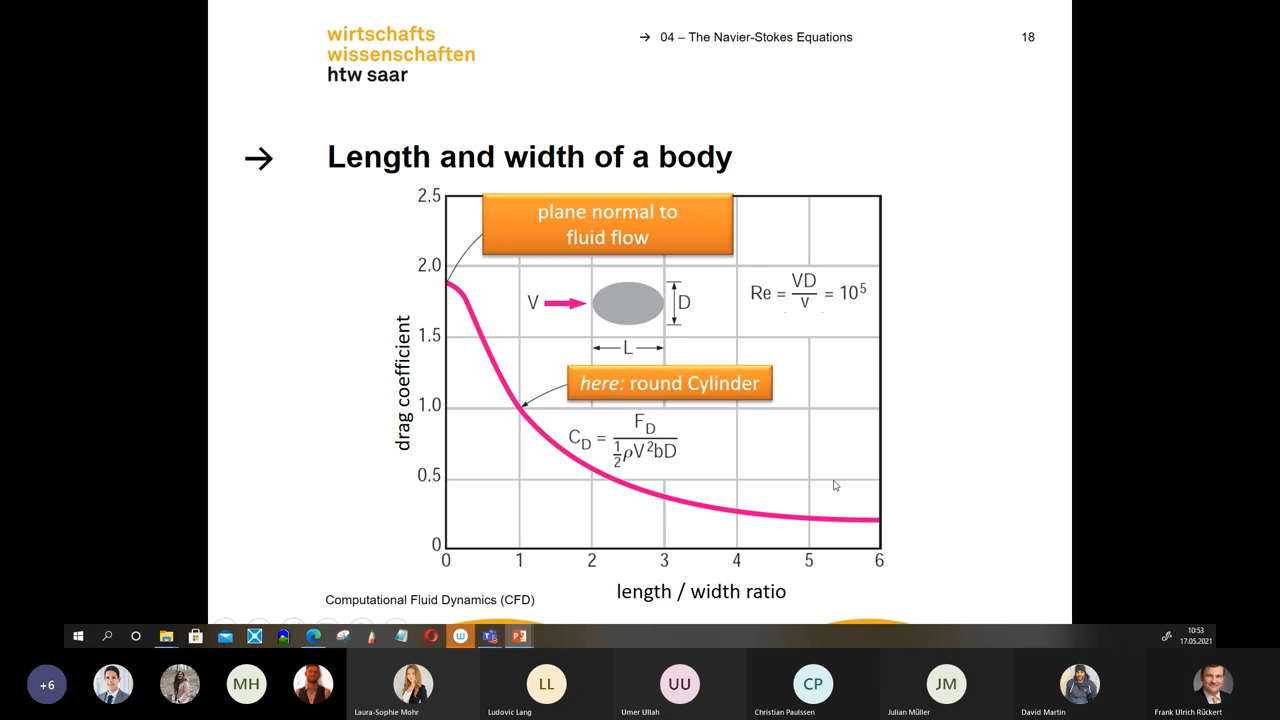 wirtschafts
wissenschaften
htw saar
→ 04 – The Navier-Stokes Equations
18
→ Length and width of a body
2.5
2.0
1.5
1.0
0.5
0
drag coefficient
plane normal to
fluid flow
V
D
L
Re = VD/ν = 10⁵
here: round Cylinder
C_D = F_D / ½ρV²bD
0 1 2 3 4 5 6
length / width ratio
Computational Fluid Dynamics (CFD)
10:53
17.05.2021
+6
MH
LL
UU
CP
JM
Laura-Sophie Mohr
Ludovic Lang
Umer Ullah
Christian Paulssen
Julian Müller
David Martin
Frank Ulrich Rückert